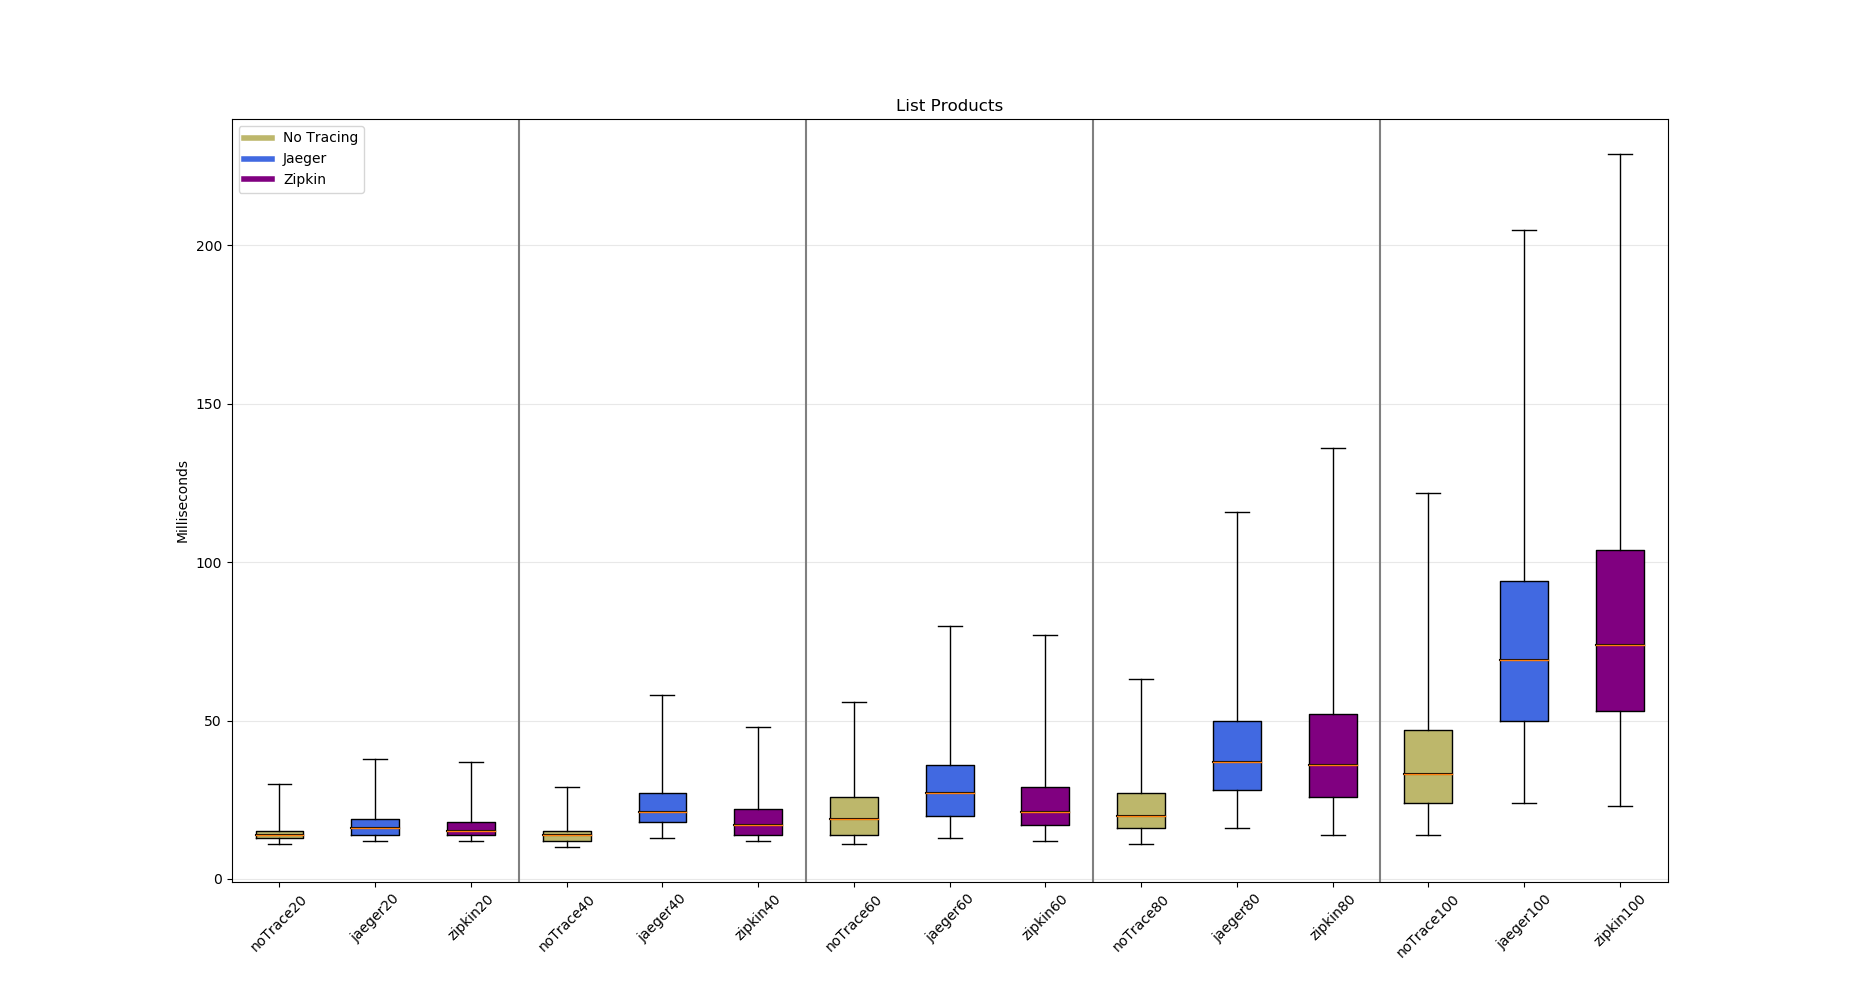 List Products
No Tracing
Jaeger
Zipkin
Milliseconds
200
150
100
50
0
noTrace20
jaeger20
zipkin20
noTrace40
jaeger40
zipkin40
noTrace60
jaeger60
zipkin60
noTrace80
jaeger80
zipkin80
noTrace100
jaeger100
zipkin100